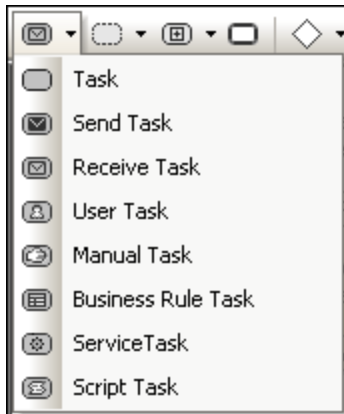 Task
Send Task
Receive Task
User Task
Manual Task
Business Rule Task
ServiceTask
Script Task